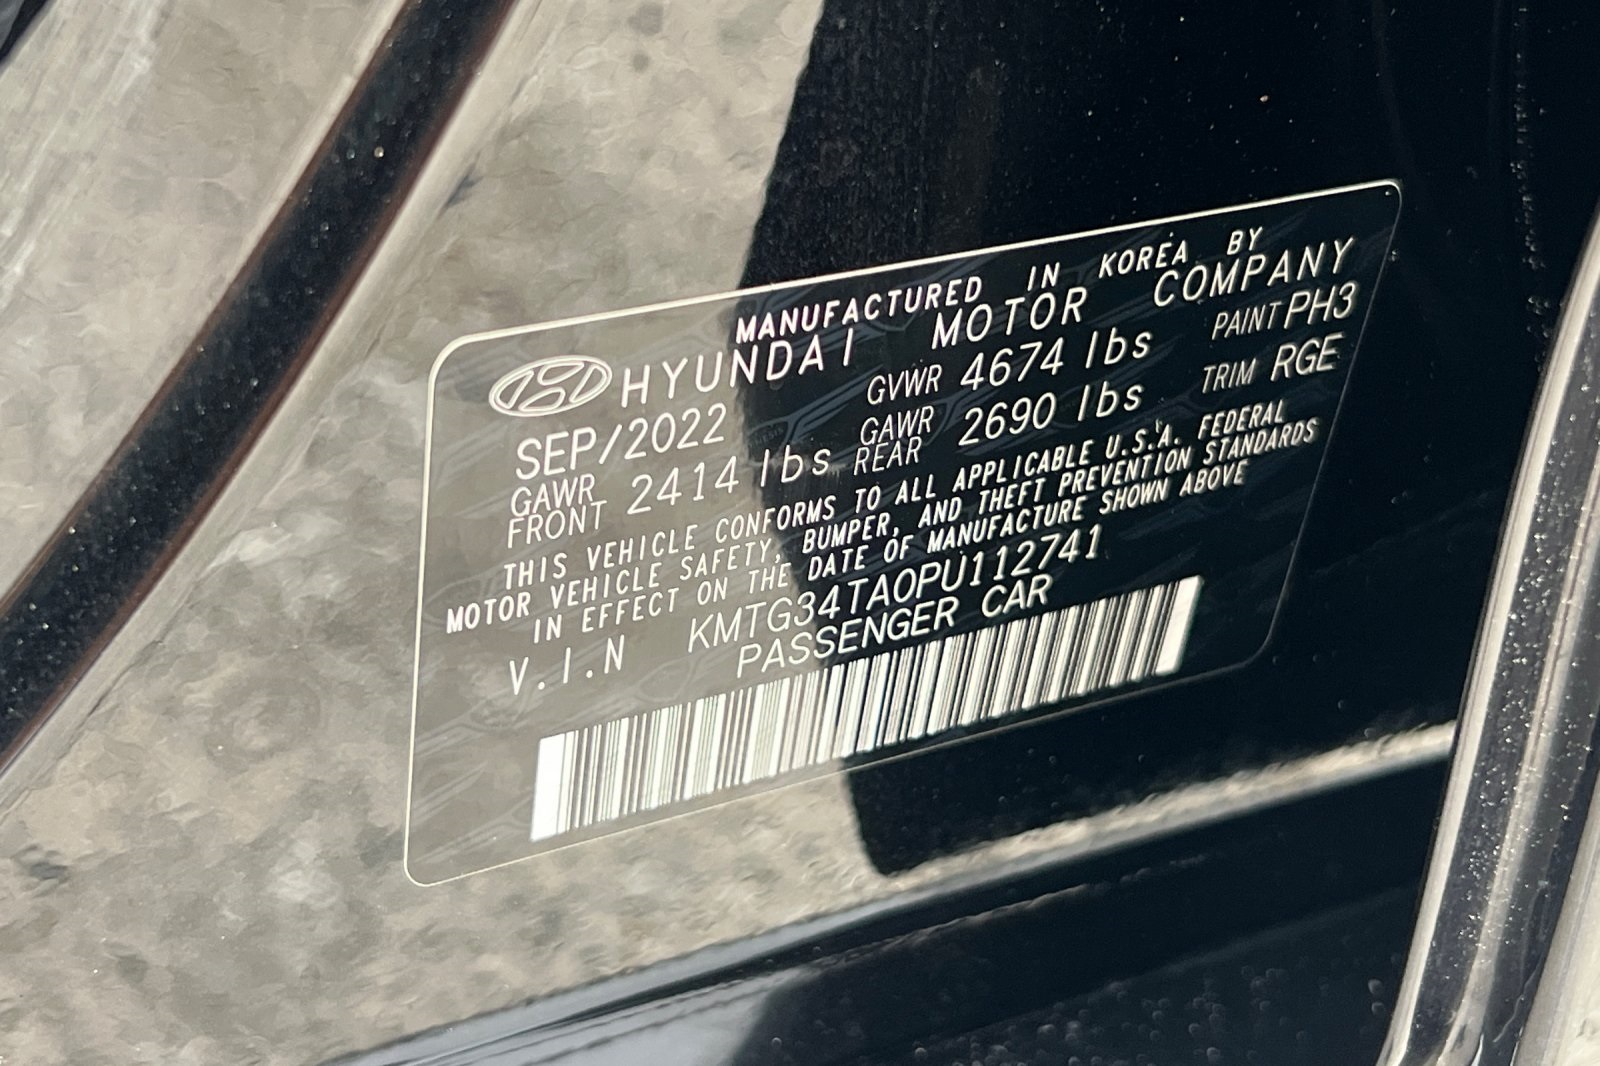 MANUFACTURED IN KOREA BY
HYUNDAI MOTOR COMPANY
SEP/2022 GVWR 4674 lbs PAINT PH3
GAWR FRONT 2414 lbs GAWR REAR 2690 lbs TRIM RGE
THIS VEHICLE CONFORMS TO ALL APPLICABLE U.S.A. FEDERAL
MOTOR VEHICLE SAFETY, BUMPER, AND THEFT PREVENTION STANDARDS
IN EFFECT ON THE DATE OF MANUFACTURE SHOWN ABOVE
V.I.N KMTG34TA0PU112741
PASSENGER CAR